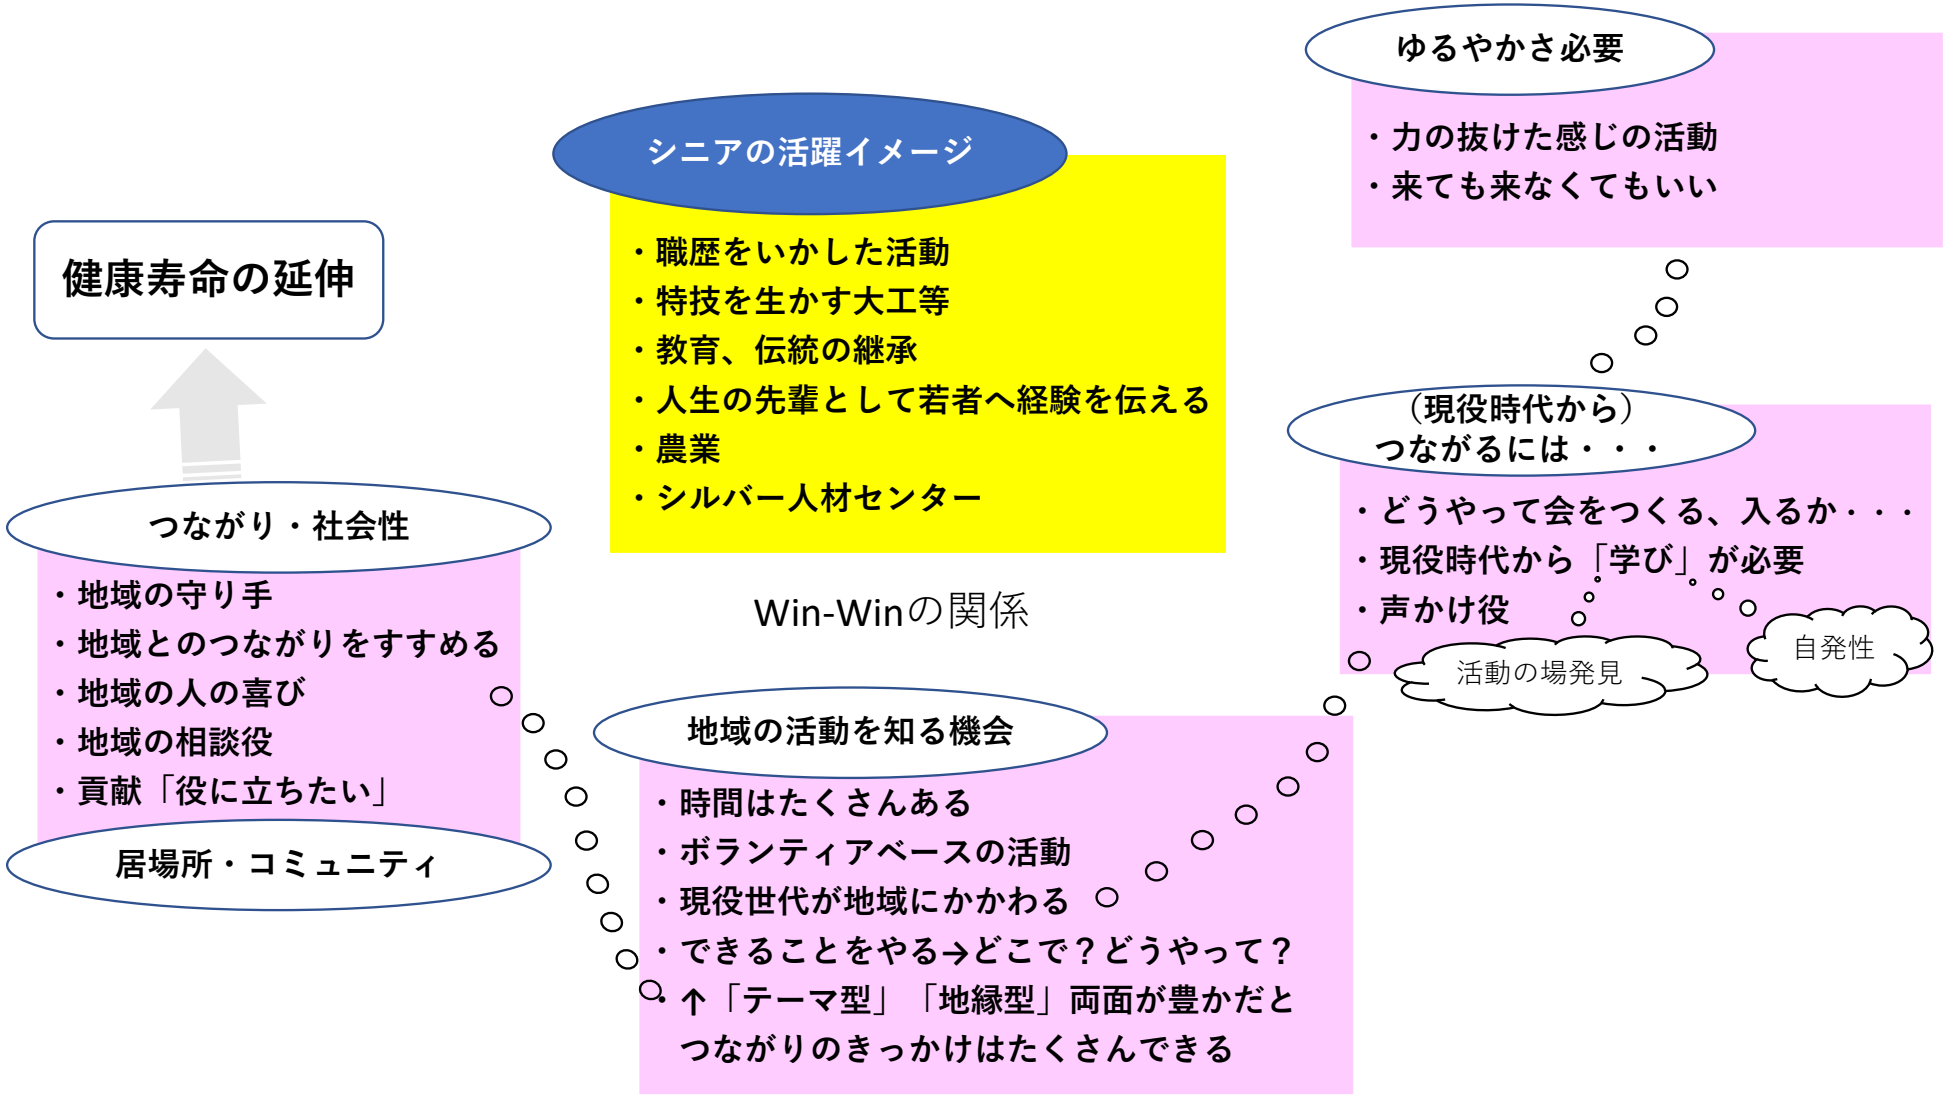 健康寿命の延伸
つながり・社会性
・地域の守り手
・地域とのつながりをすすめる
・地域の人の喜び
・地域の相談役
・貢献「役に立ちたい」
居場所・コミュニティ
シニアの活躍イメージ
・職歴をいかした活動
・特技を生かす大工等
・教育、伝統の継承
・人生の先輩として若者へ経験を伝える
・農業
・シルバー人材センター
Win-Winの関係
地域の活動を知る機会
・時間はたくさんある
・ボランティアベースの活動
・現役世代が地域にかかわる
・できることをやる→どこで？どうやって？
・↑「テーマ型」「地縁型」両面が豊かだと
つながりのきっかけはたくさんできる
ゆるやかさ必要
・力の抜けた感じの活動
・来ても来なくてもいい
（現役時代から）
つながるには・・・
・どうやって会をつくる、入るか・・・
・現役時代から「学び」が必要
・声かけ役
活動の場発見
自発性